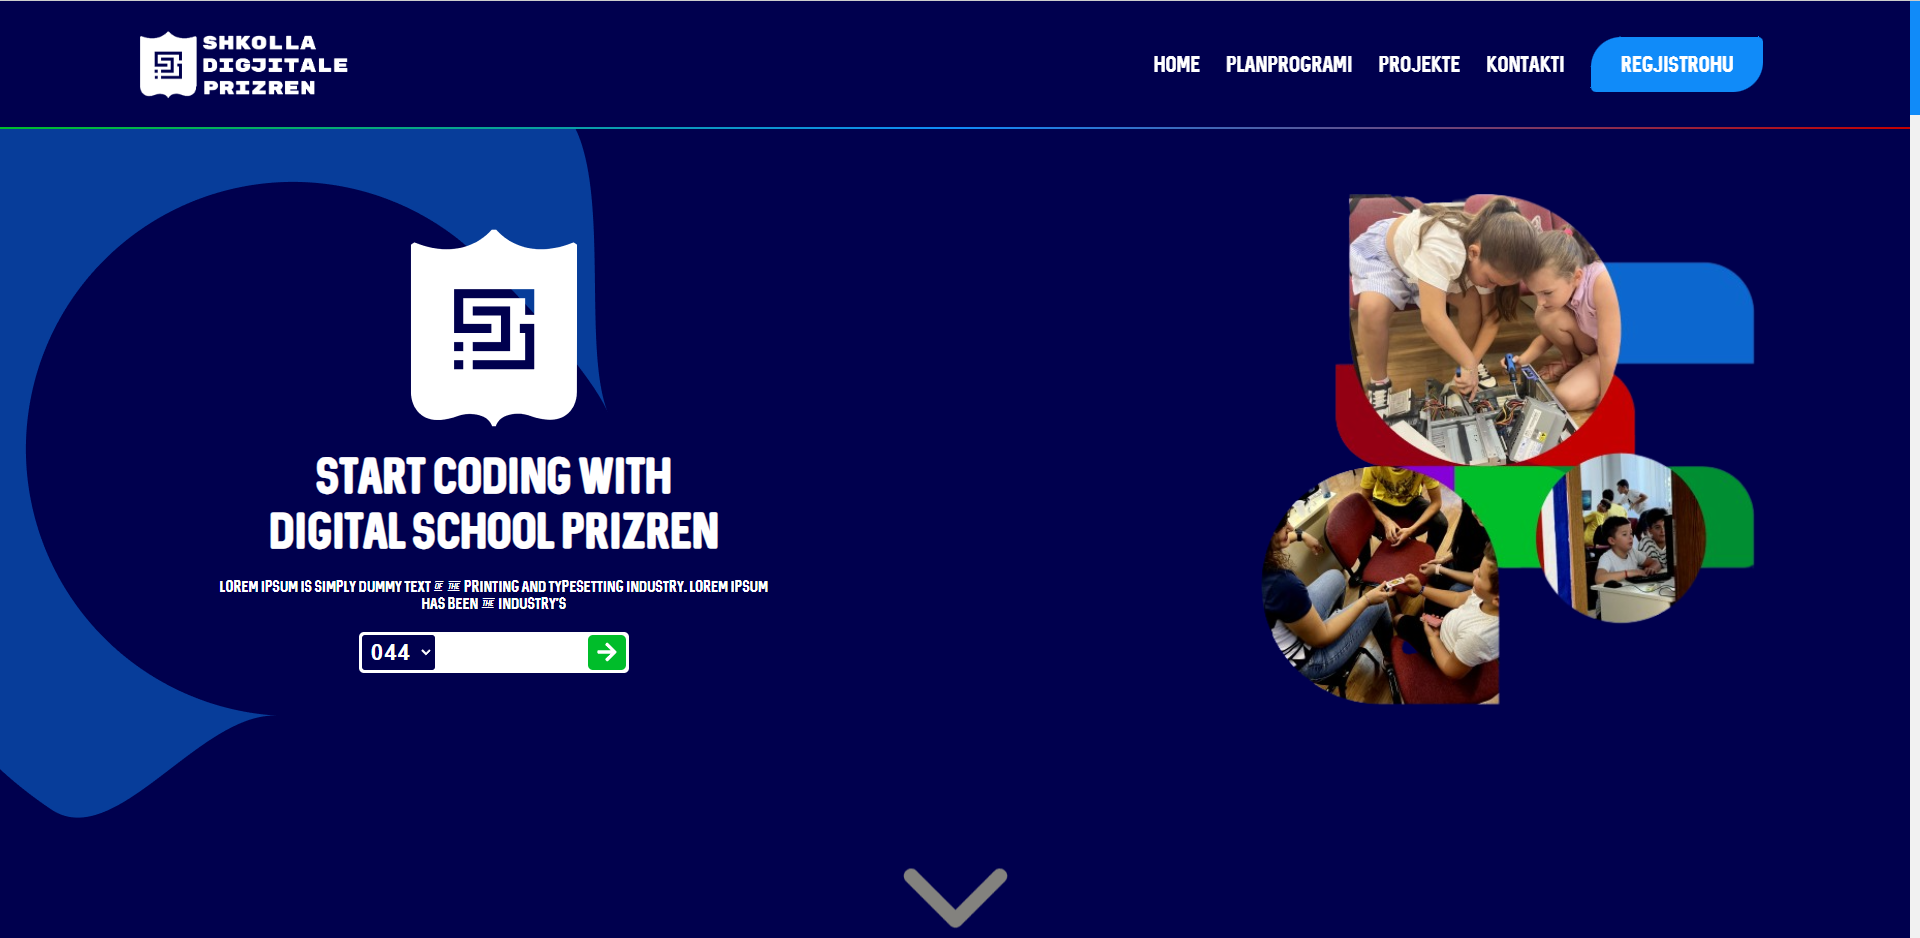 SHKOLLA
DIGJITALE
PRIZREN
HOME PLANPROGRAMI PROJEKTE KONTAKTI REGJISTROHU
START CODING WITH
DIGITAL SCHOOL PRIZREN
LOREM IPSUM IS SIMPLY DUMMY TEXT OF THE PRINTING AND TYPESETTING INDUSTRY. LOREM IPSUM
HAS BEEN THE INDUSTRY'S
044